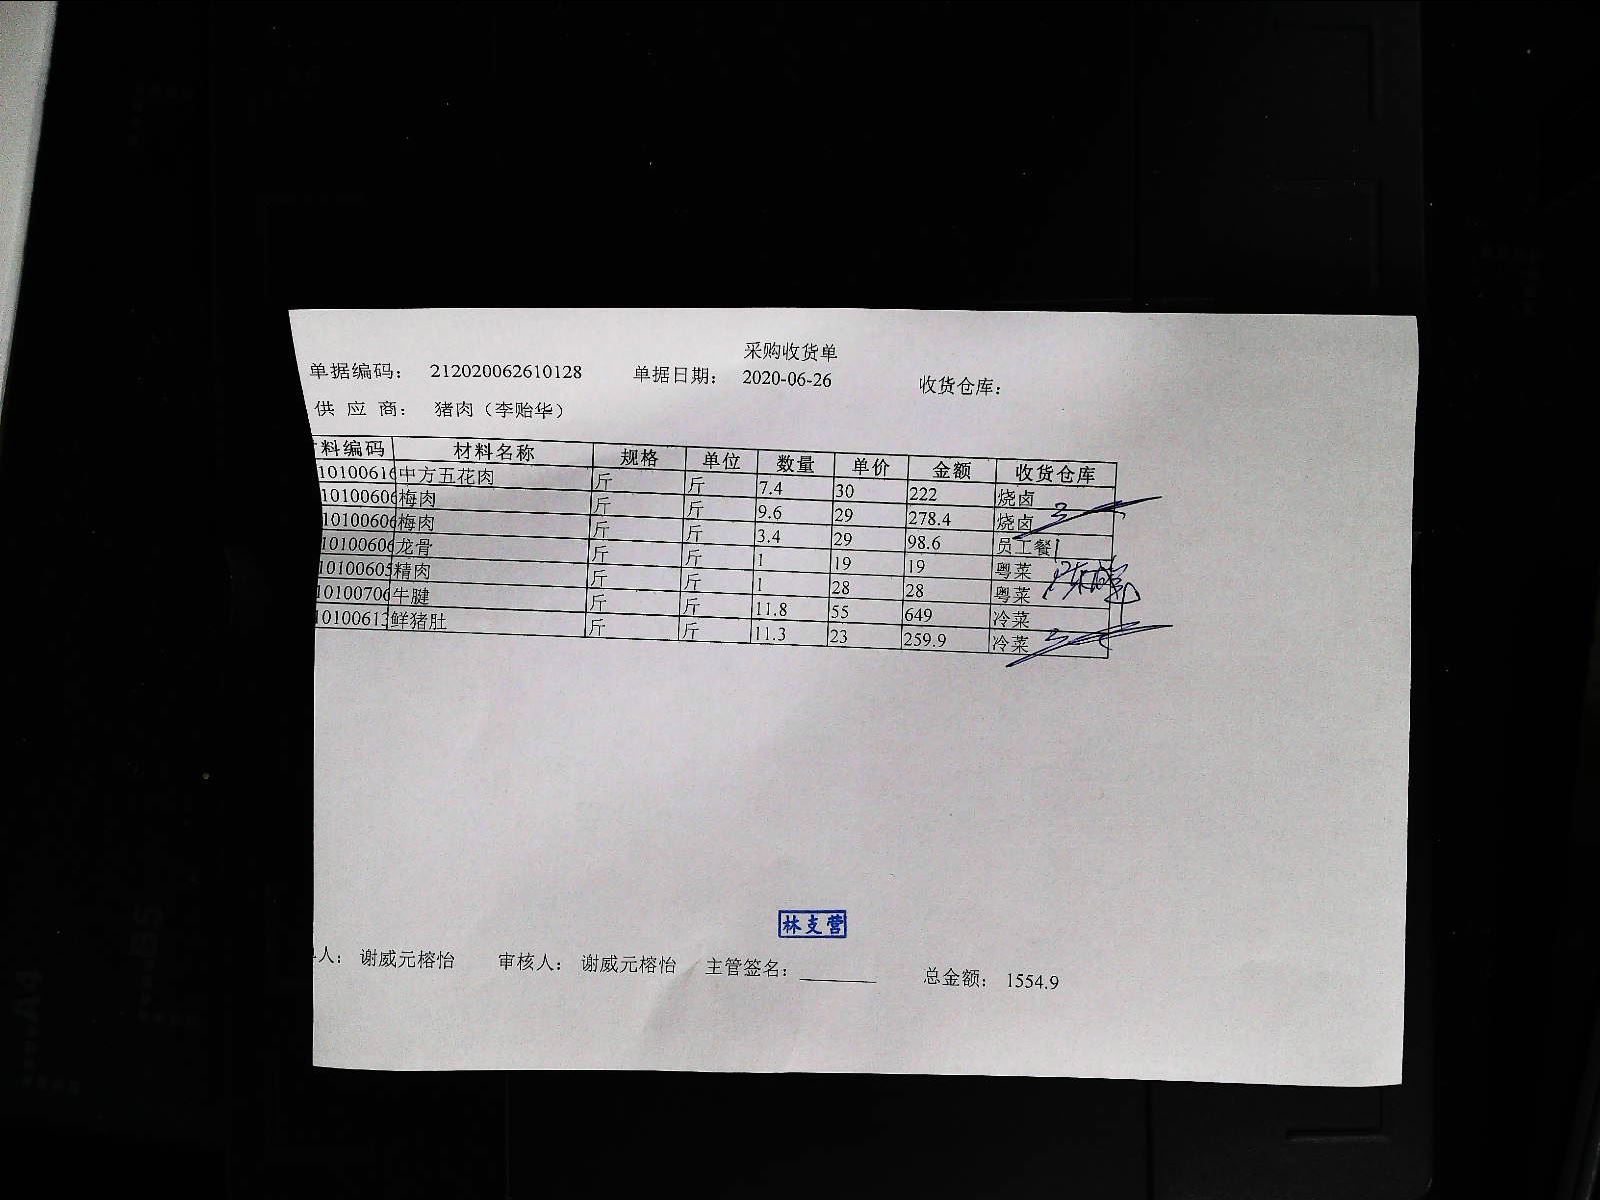 采购收货单
单据编码： 212020062610128 单据日期： 2020-06-26 收货仓库：
供 应 商： 猪肉（李贻华）
料编码 材料名称 规格 单位 数量 单价 金额 收货仓库
10100616 中方五花肉 斤 斤 7.4 30 222 烧卤
10100606 梅肉 斤 斤 9.6 29 278.4 烧卤
10100606 梅肉 斤 斤 3.4 29 98.6 员工餐
10100606 龙骨 斤 斤 1 19 19 粤菜
10100605 精肉 斤 斤 1 28 28 粤菜
10100706 牛腱 斤 斤 11.8 55 649 冷菜
10100613 鲜猪肚 斤 斤 11.3 23 259.9 冷菜
林支营
人： 谢威元榕怡 审核人： 谢威元榕怡 主管签名： 总金额： 1554.9